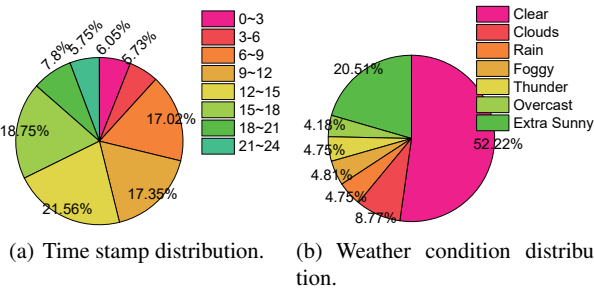 5.75%
6.05%
7.8%
5.73%
17.02%
18.75%
17.35%
21.56%
0~3
3-6
6~9
9~12
12~15
15~18
18~21
21~24
(a) Time stamp distribution.
20.51%
4.18%
52.22%
4.75%
4.81%
4.75%
8.77%
Clear
Clouds
Rain
Foggy
Thunder
Overcast
Extra Sunny
(b) Weather condition distribu
tion.